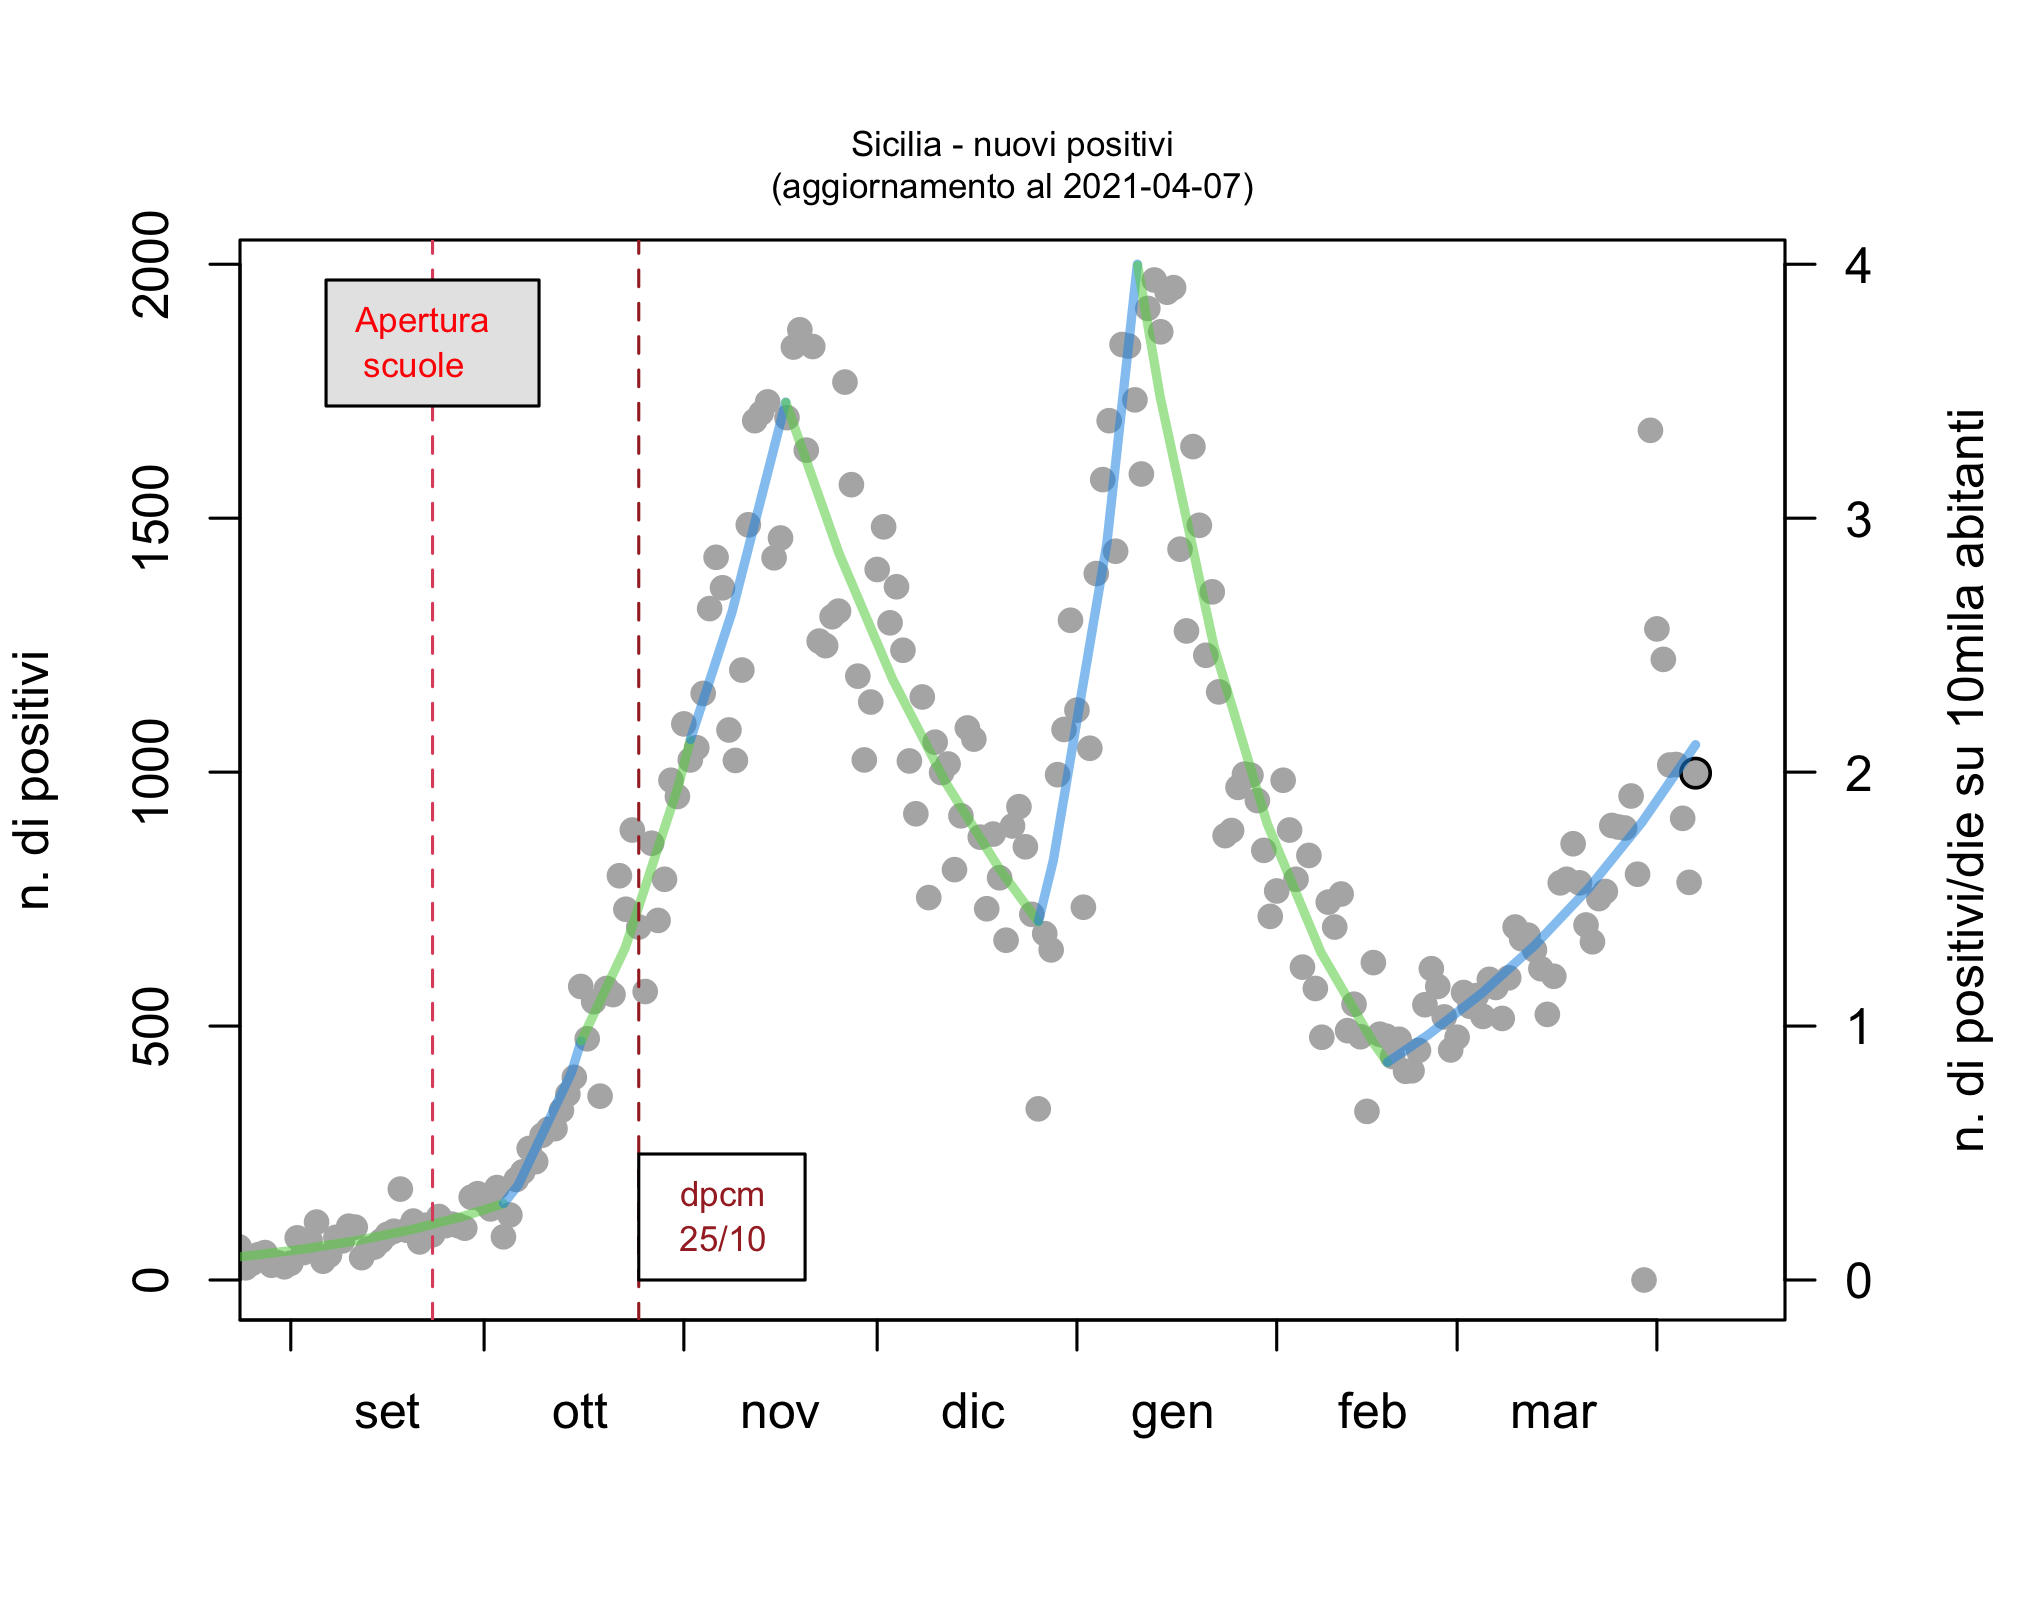 Sicilia - nuovi positivi
(aggiornamento al 2021-04-07)
n. di positivi
2000
1500
1000
500
0
Apertura
scuole
dpcm
25/10
4
3
2
1
0
n. di positivi/die su 10mila abitanti
set ott nov dic gen feb mar